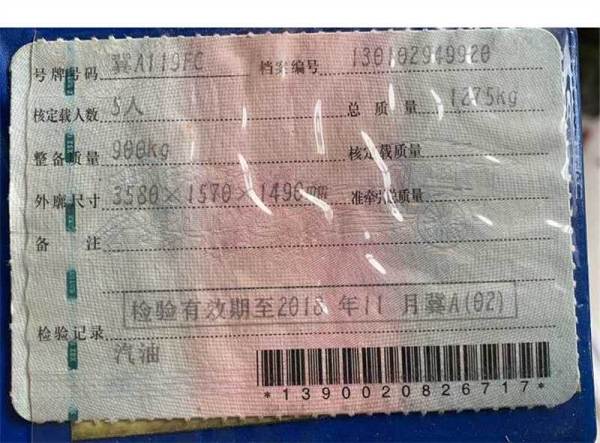 号牌号码 冀A119FC 档案编号 130102949920
核定载人数 5人 总质量 1275kg
整备质量 900kg 核定载质量
外廓尺寸 3580×1570×1490mm 准牵引总质量
备注
检验有效期至2018年11月冀A(02)
检验记录
汽油
*1390020826717*